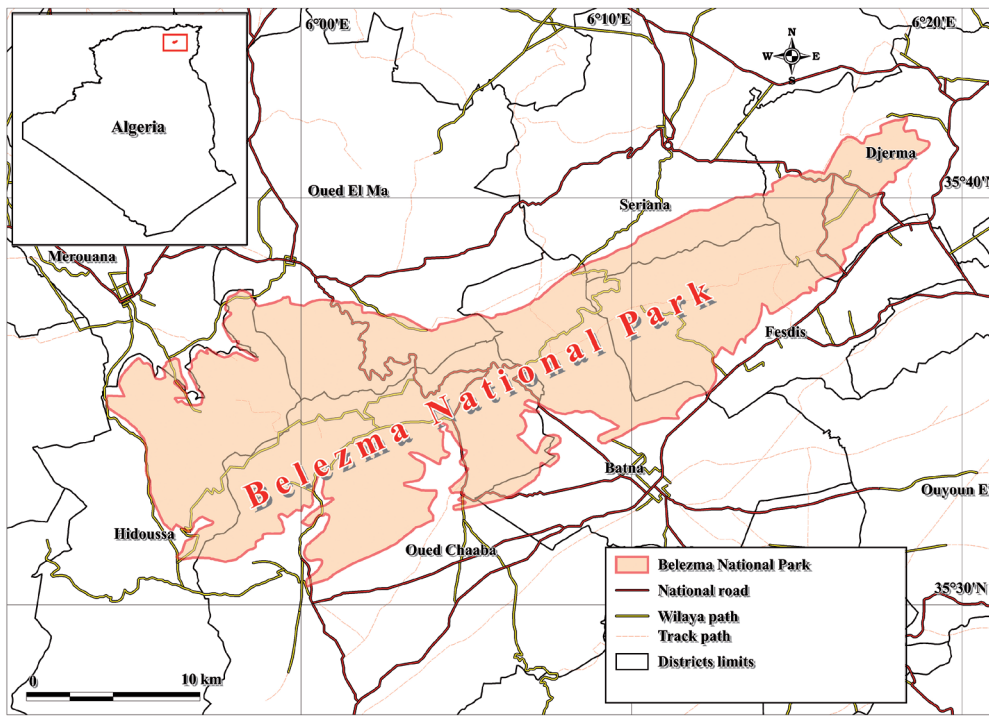 6°00'E
6°10'E
6°20'E
N
W E
S
Algeria
Djerma
35°40'N
Oued El Ma
Seriana
Merouana
Belezma National Park
Fesdis
Batna
Ouyoun E
Hidoussa
Oued Chaaba
Belezma National Park
National road
35°30'N
Wilaya path
Track path
Districts limits
0 10 km